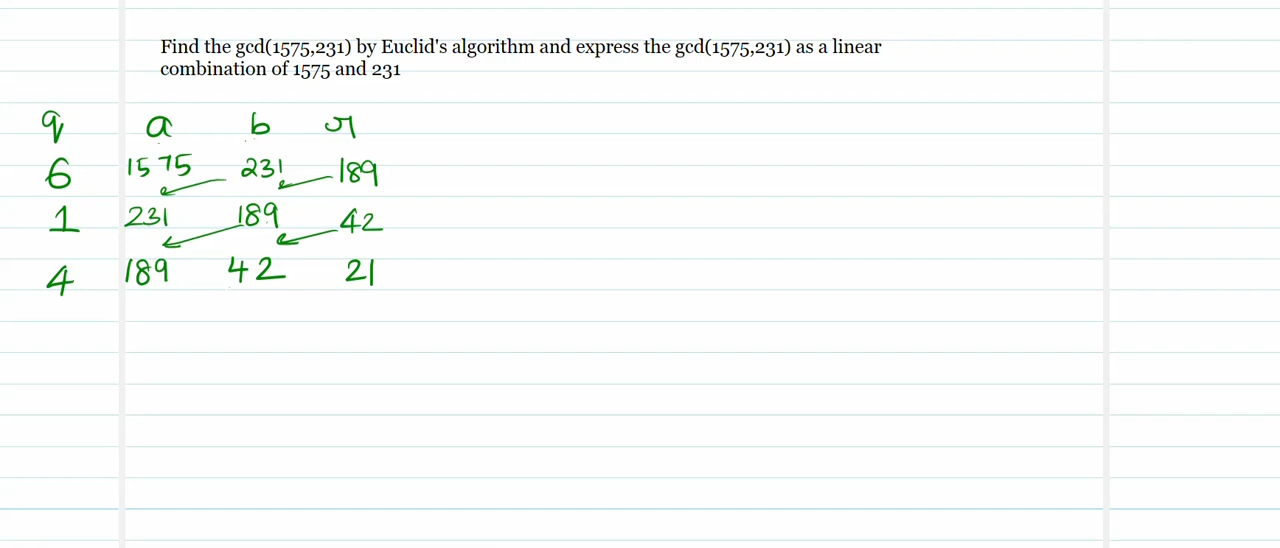 Find the gcd(1575,231) by Euclid's algorithm and express the gcd(1575,231) as a linear
combination of 1575 and 231
q a b r
6 1575 231 189
1 231 189 42
4 189 42 21